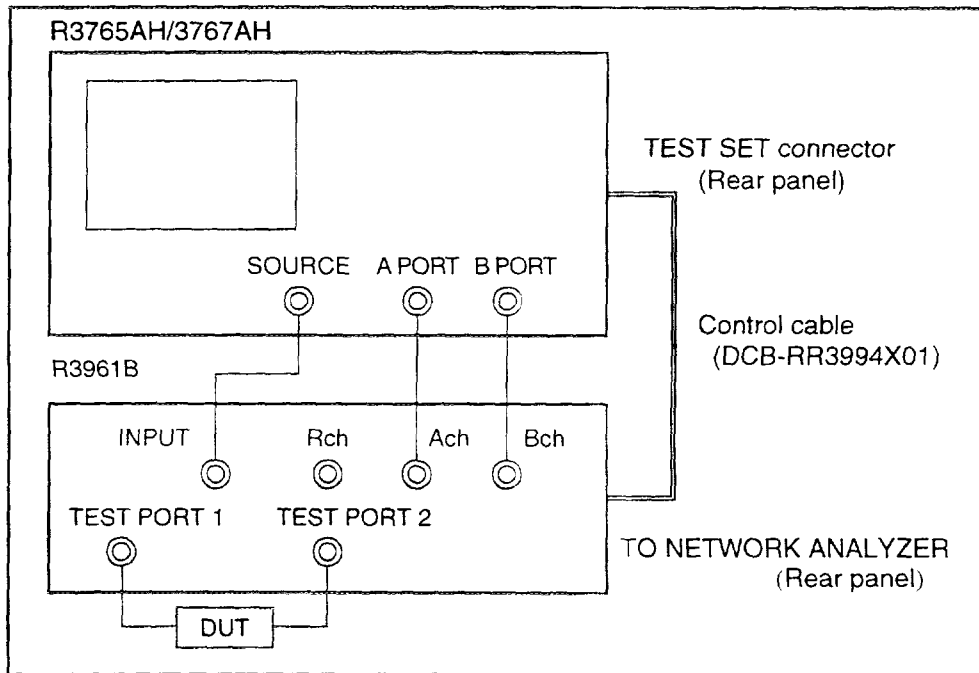 R3765AH/3767AH
TEST SET connector
(Rear panel)
SOURCE A PORT B PORT
Control cable
(DCB-RR3994X01)
R3961B
INPUT Rch Ach Bch
TEST PORT 1 TEST PORT 2
TO NETWORK ANALYZER
(Rear panel)
DUT